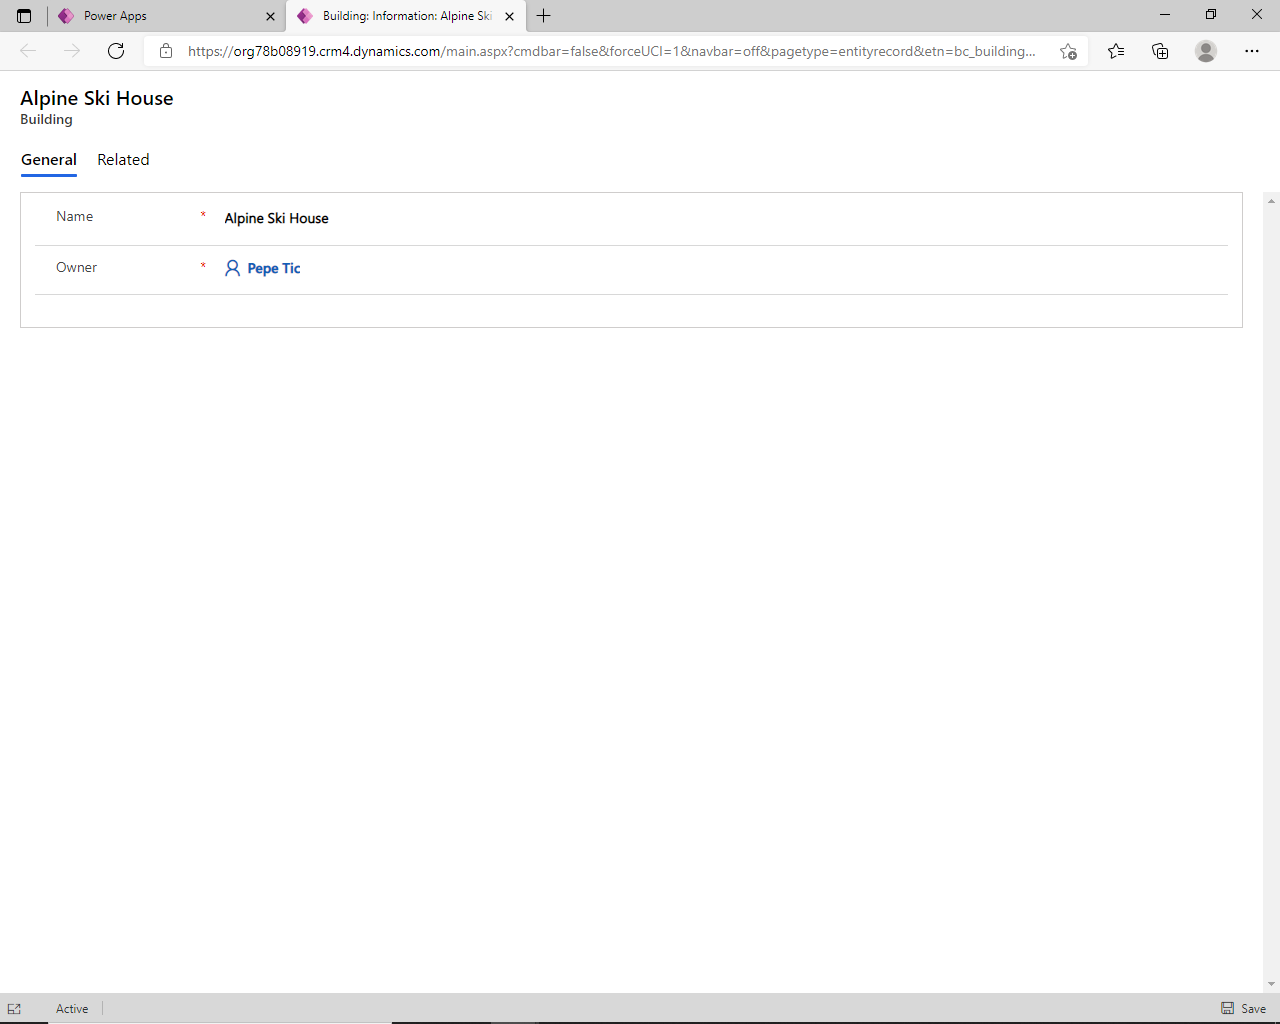 Power Apps
Building: Information: Alpine Ski
https://org78b08919.crm4.dynamics.com/main.aspx?cmdbar=false&forceUCI=1&navbar=off&pagetype=entityrecord&etn=bc_building...
Alpine Ski House
Building
General Related
Name * Alpine Ski House
Owner * Pepe Tic
Active
Save